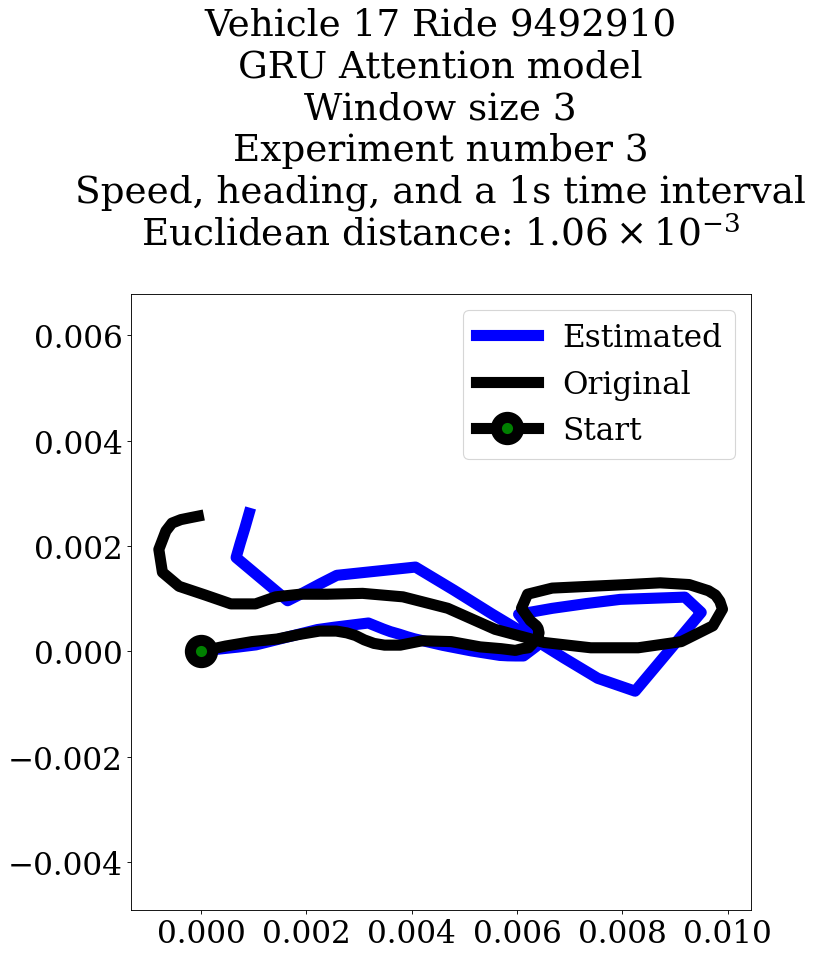 Vehicle 17 Ride 9492910
GRU Attention model
Window size 3
Experiment number 3
Speed, heading, and a 1s time interval
Euclidean distance: 1.06 × 10⁻³
Estimated
Original
Start
0.006
0.004
0.002
0.000
−0.002
−0.004
0.000 0.002 0.004 0.006 0.008 0.010